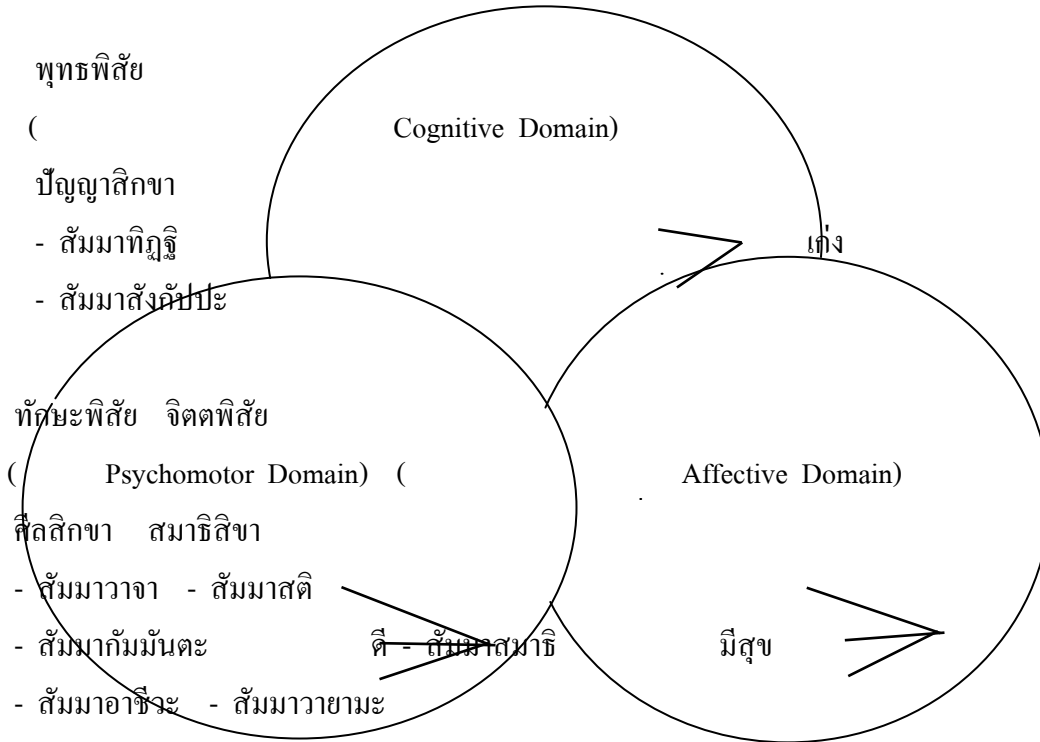 พุทธพิสัย
( Cognitive Domain)
ปัญญาสิกขา
- สัมมาทิฏฐิ เก่ง
- สัมมาสังกัปปะ
ทักษะพิสัย จิตตพิสัย
( Psychomotor Domain) ( Affective Domain)
ศีลสิกขา สมาธิสิขา
- สัมมาวาจา - สัมมาสติ
- สัมมากัมมันตะ ดี - สัมมาสมาธิ มีสุข
- สัมมาอาชีวะ - สัมมาวายามะ